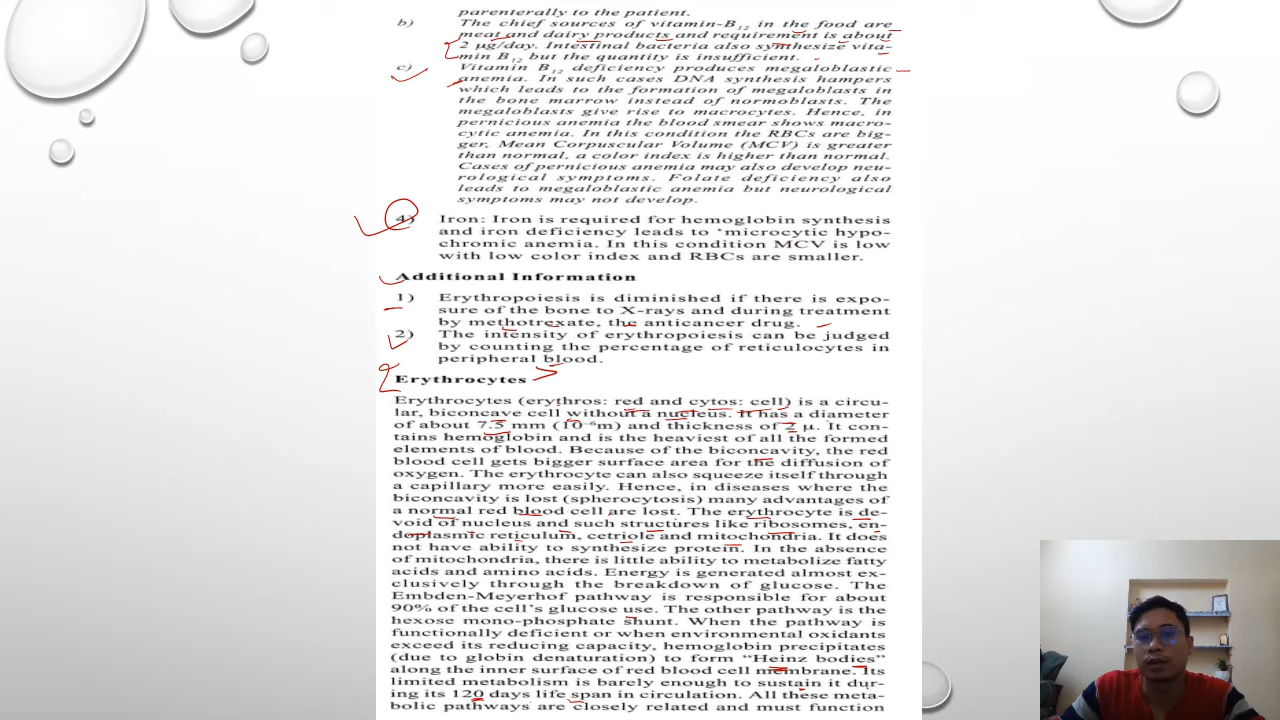 parenterally to the patient.
b) The chief sources of vitamin-B12 in the food are
meat and dairy products and requirement is about
2 µg/day. Intestinal bacteria also synthesize vita-
min B12 but the quantity is insufficient.
c) Vitamin B12 deficiency produces megaloblastic
anemia. In such cases DNA synthesis hampers
which leads to the formation of megaloblasts in
the bone marrow instead of normoblasts. The
megaloblasts give rise to macrocytes. Hence, in
pernicious anemia the blood smear shows macro-
cytic anemia. In this condition the RBCs are big-
ger, Mean Corpuscular Volume (MCV) is greater
than normal, a color index is higher than normal.
Cases of pernicious anemia may also develop neu-
rological symptoms. Folate deficiency also
leads to megaloblastic anemia but neurological
symptoms may not develop.
4) Iron: Iron is required for hemoglobin synthesis
and iron deficiency leads to ‘microcytic hypo-
chromic anemia. In this condition MCV is low
with low color index and RBCs are smaller.
Additional Information
1) Erythropoiesis is diminished if there is expo-
sure of the bone to X-rays and during treatment
by methotrexate, the anticancer drug.
2) The intensity of erythropoiesis can be judged
by counting the percentage of reticulocytes in
peripheral blood.
Erythrocytes
Erythrocytes (erythros: red and cytos: cell) is a circu-
lar, biconcave cell without a nucleus. It has a diameter
of about 7.5 mm (10⁻⁶m) and thickness of 2 µ. It con-
tains hemoglobin and is the heaviest of all the formed
elements of blood. Because of the biconcavity, the red
blood cell gets bigger surface area for the diffusion of
oxygen. The erythrocyte can also squeeze itself through
a capillary more easily. Hence, in diseases where the
biconcavity is lost (spherocytosis) many advantages of
a normal red blood cell are lost. The erythrocyte is de-
void of nucleus and such structures like ribosomes, en-
doplasmic reticulum, cetriole and mitochondria. It does
not have ability to synthesize protein. In the absence
of mitochondria, there is little ability to metabolize fatty
acids and amino acids. Energy is generated almost ex-
clusively through the breakdown of glucose. The
Embden-Meyerhof pathway is responsible for about
90% of the cell's glucose use. The other pathway is the
hexose mono-phosphate shunt. When the pathway is
functionally deficient or when environmental oxidants
exceed its reducing capacity, hemoglobin precipitates
(due to globin denaturation) to form “Heinz bodies”
along the inner surface of red blood cell membrane. Its
limited metabolism is barely enough to sustain it dur-
ing its 120 days life span in circulation. All these meta-
bolic pathways are closely related and must function